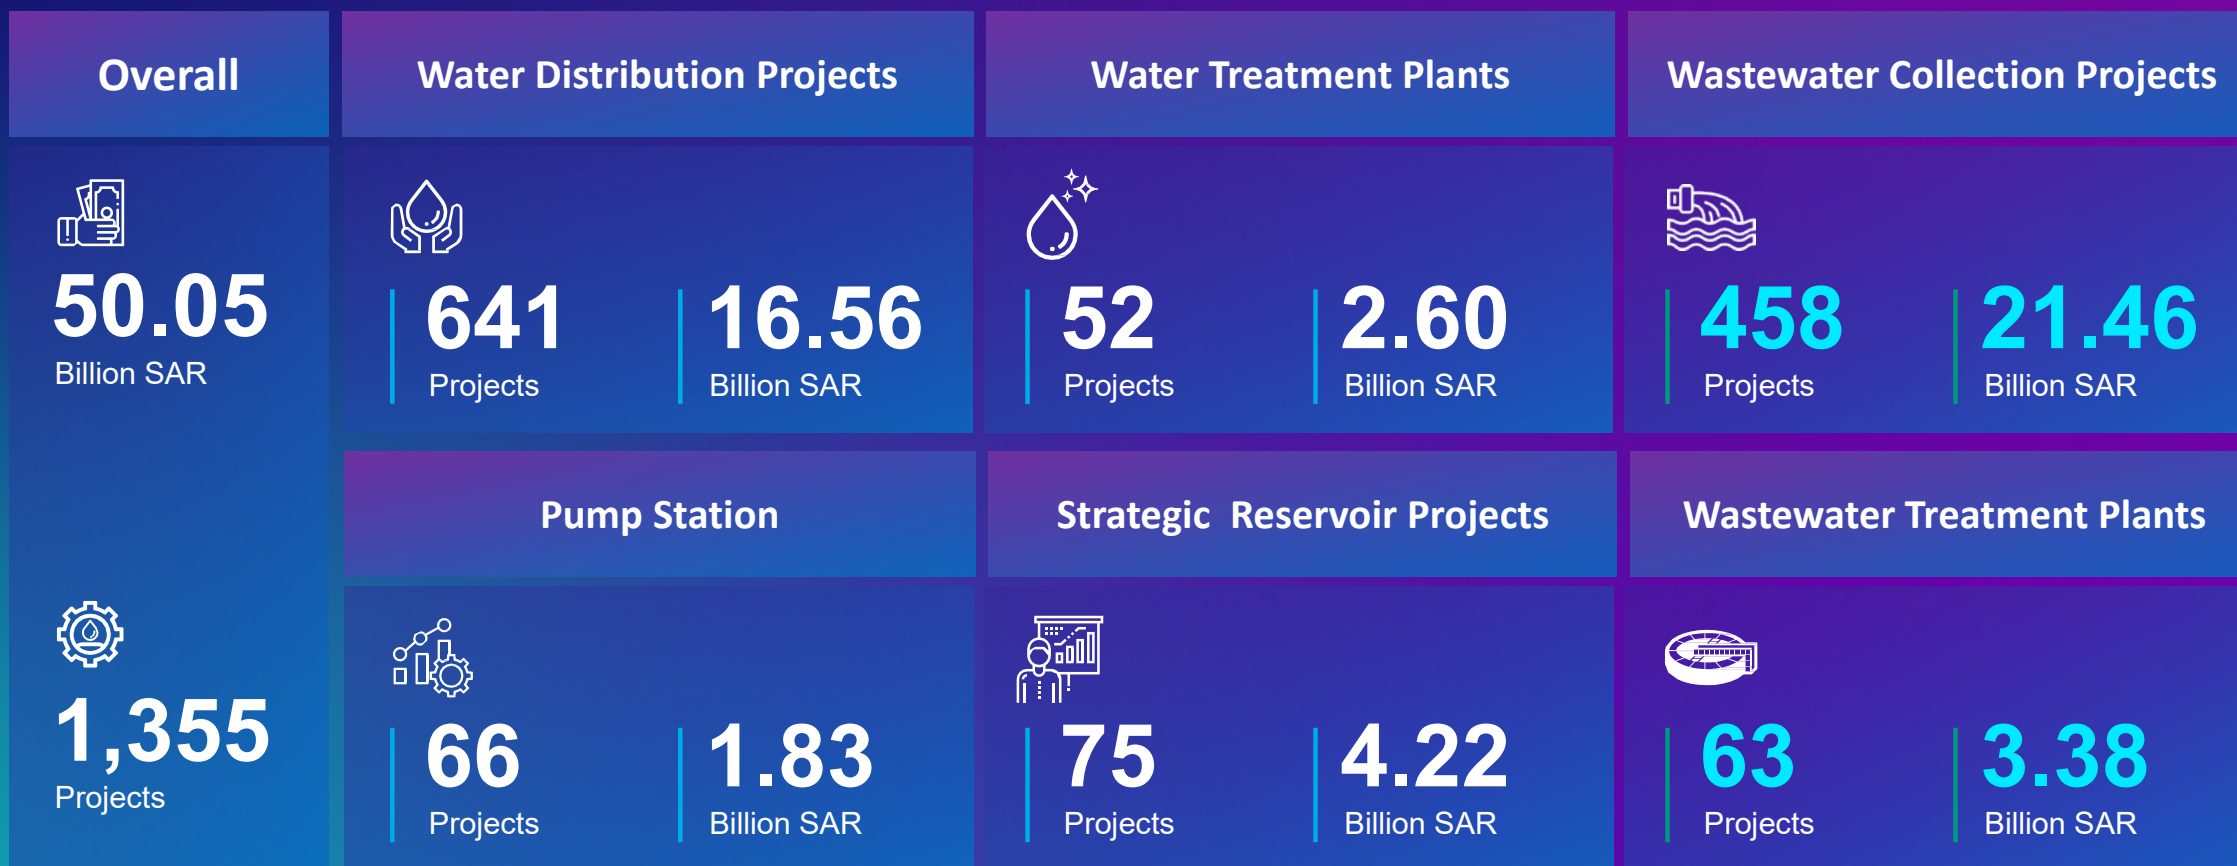 Overall
Water Distribution Projects
Water Treatment Plants
Wastewater Collection Projects
50.05
Billion SAR
641
Projects
16.56
Billion SAR
52
Projects
2.60
Billion SAR
458
Projects
21.46
Billion SAR
Pump Station
Strategic Reservoir Projects
Wastewater Treatment Plants
1,355
Projects
66
Projects
1.83
Billion SAR
75
Projects
4.22
Billion SAR
63
Projects
3.38
Billion SAR